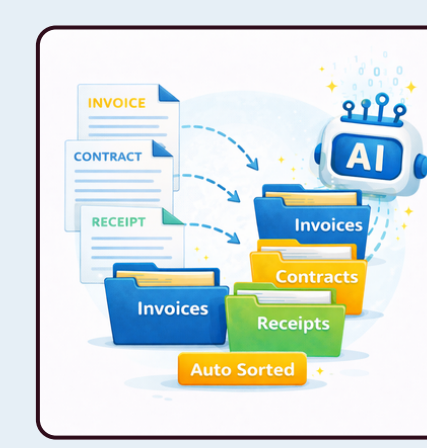 INVOICE
CONTRACT
RECEIPT
AI
Invoices
Contracts
Invoices
Receipts
Auto Sorted